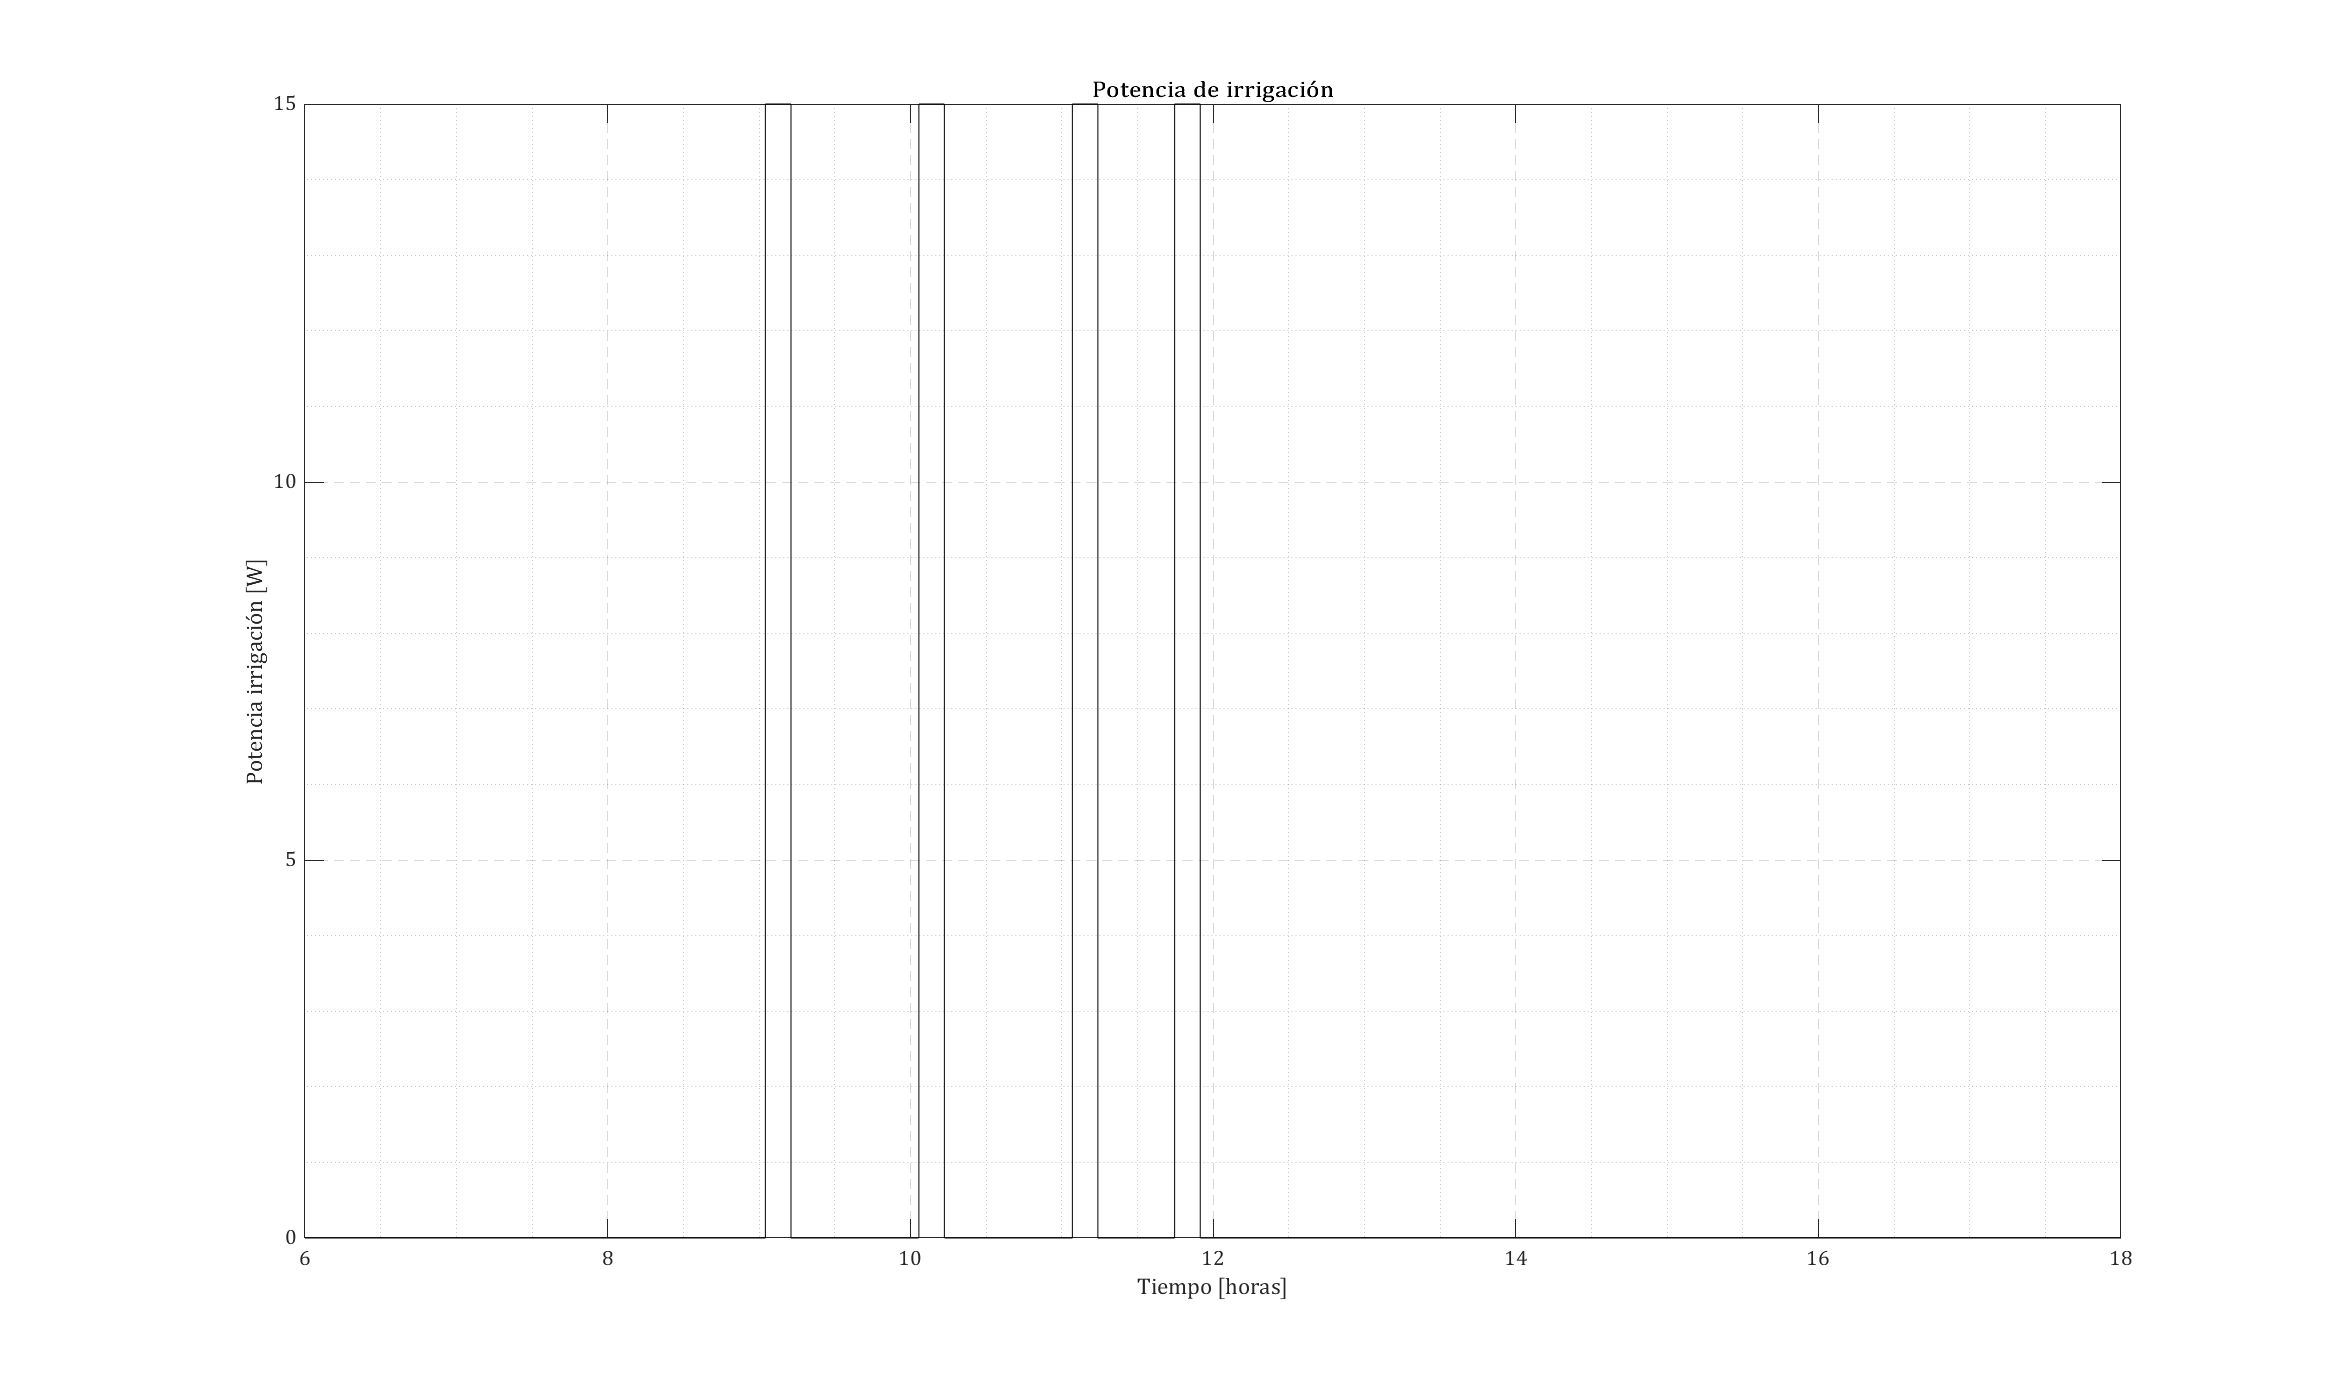 Potencia de irrigación
15
10
5
0
Potencia irrigación [W]
6 8 10 12 14 16 18
Tiempo [horas]